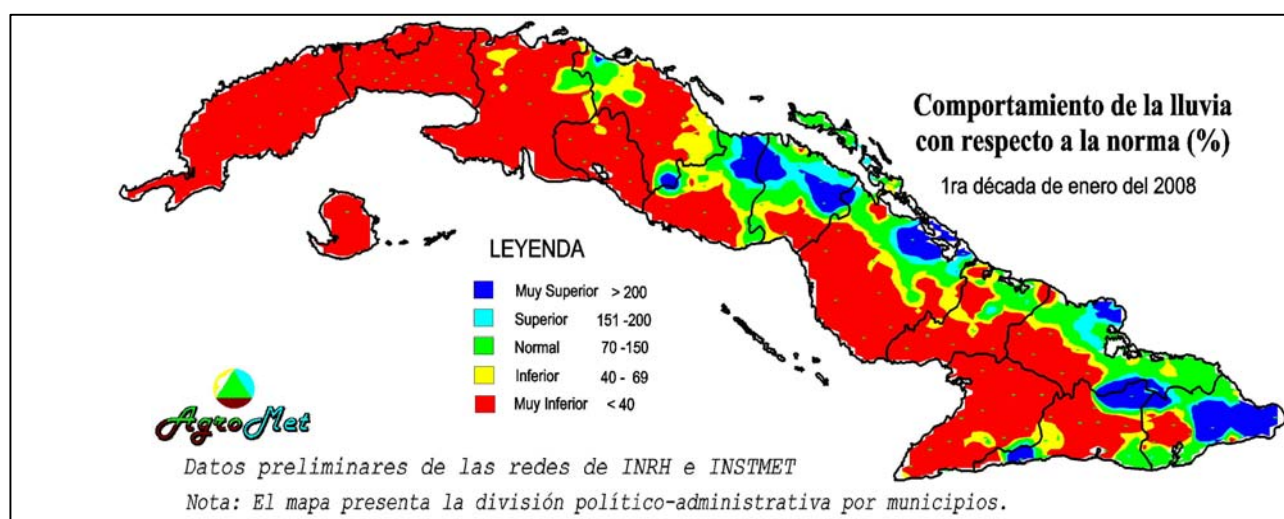 Comportamiento de la lluvia
con respecto a la norma (%)
1ra década de enero del 2008
LEYENDA
Muy Superior > 200
Superior 151 -200
Normal 70 -150
Inferior 40 - 69
Muy Inferior < 40
AgroMet
Datos preliminares de las redes de INRH e INSTMET
Nota: El mapa presenta la división político-administrativa por municipios.